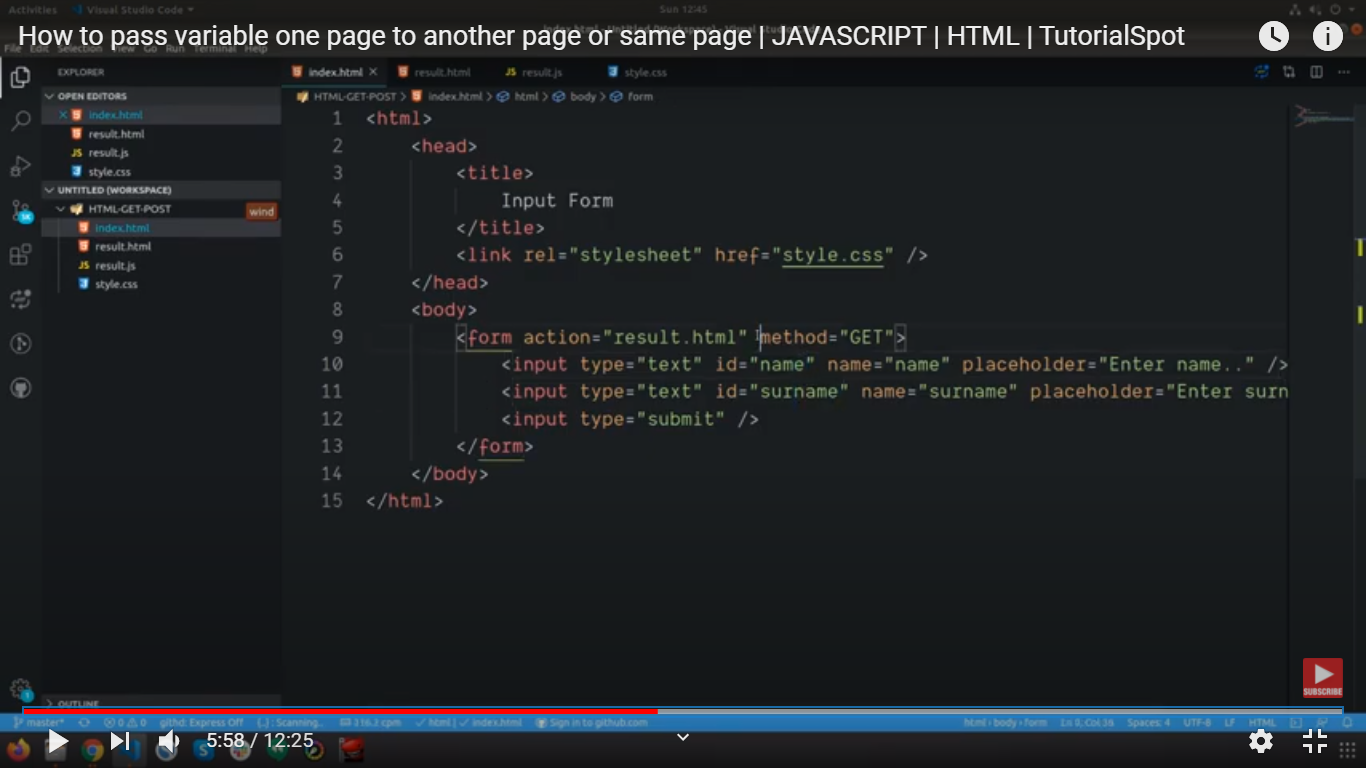 Activities Visual Studio Code Sun 12:45
How to pass variable one page to another page or same page | JAVASCRIPT | HTML | TutorialSpot
File Edit Selection View Go Run Terminal Help
EXPLORER
OPEN EDITORS
index.html
result.html
result.js
style.css
UNTITLED (WORKSPACE)
HTML-GET-POST
wind
index.html
result.html
result.js
style.css
OUTLINE
index.html result.html result.js style.css
HTML-GET-POST > index.html > html > body > form
1 <html>
2 <head>
3 <title>
4 Input Form
5 </title>
6 <link rel="stylesheet" href="style.css" />
7 </head>
8 <body>
9 <form action="result.html" method="GET">
10 <input type="text" id="name" name="name" placeholder="Enter name.." />
11 <input type="text" id="surname" name="surname" placeholder="Enter surn
12 <input type="submit" />
13 </form>
14 </body>
15 </html>
SUBSCRIBE
master* 0 0 githd: Express Off {..}: Scanning... cpm html | index.html Sign in to github.com html › body › form Spaces: 4 UTF-8 LF HTML
5:58 / 12:25